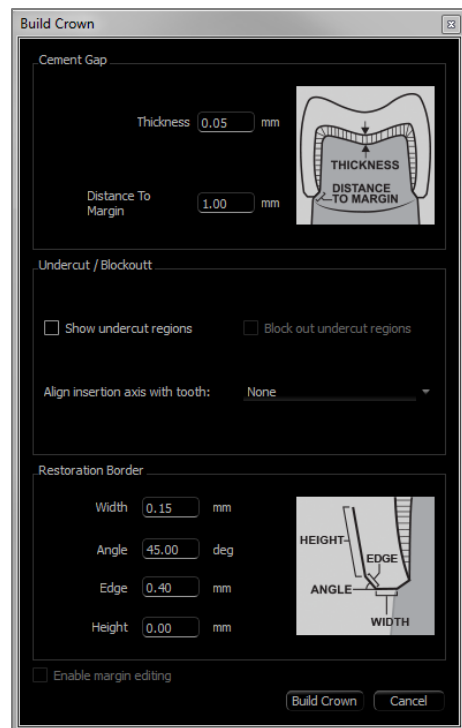 Build Crown
Cement Gap
Thickness 0.05 mm
THICKNESS
DISTANCE
TO MARGIN
Distance To
Margin
1.00 mm
Undercut / Blockoutt
Show undercut regions Block out undercut regions
Align insertion axis with tooth: None
Restoration Border
Width 0.15 mm
Angle 45.00 deg
Edge 0.40 mm
Height 0.00 mm
HEIGHT
EDGE
ANGLE
WIDTH
Enable margin editing
Build Crown Cancel